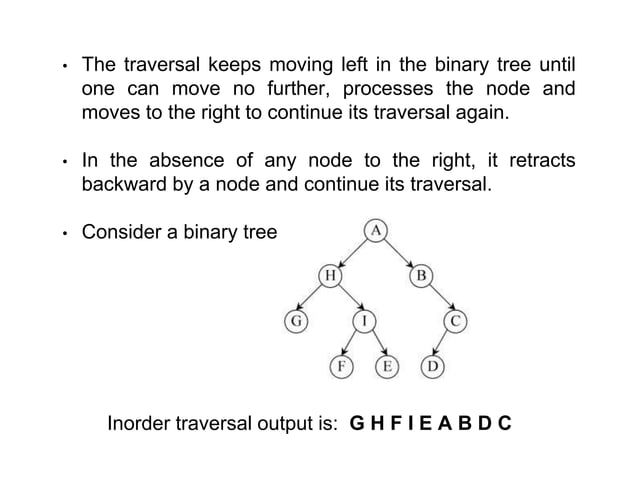 • The traversal keeps moving left in the binary tree until
one can move no further, processes the node and
moves to the right to continue its traversal again.
• In the absence of any node to the right, it retracts
backward by a node and continue its traversal.
• Consider a binary tree
A
H B
G I C
F E D
Inorder traversal output is: G H F I E A B D C